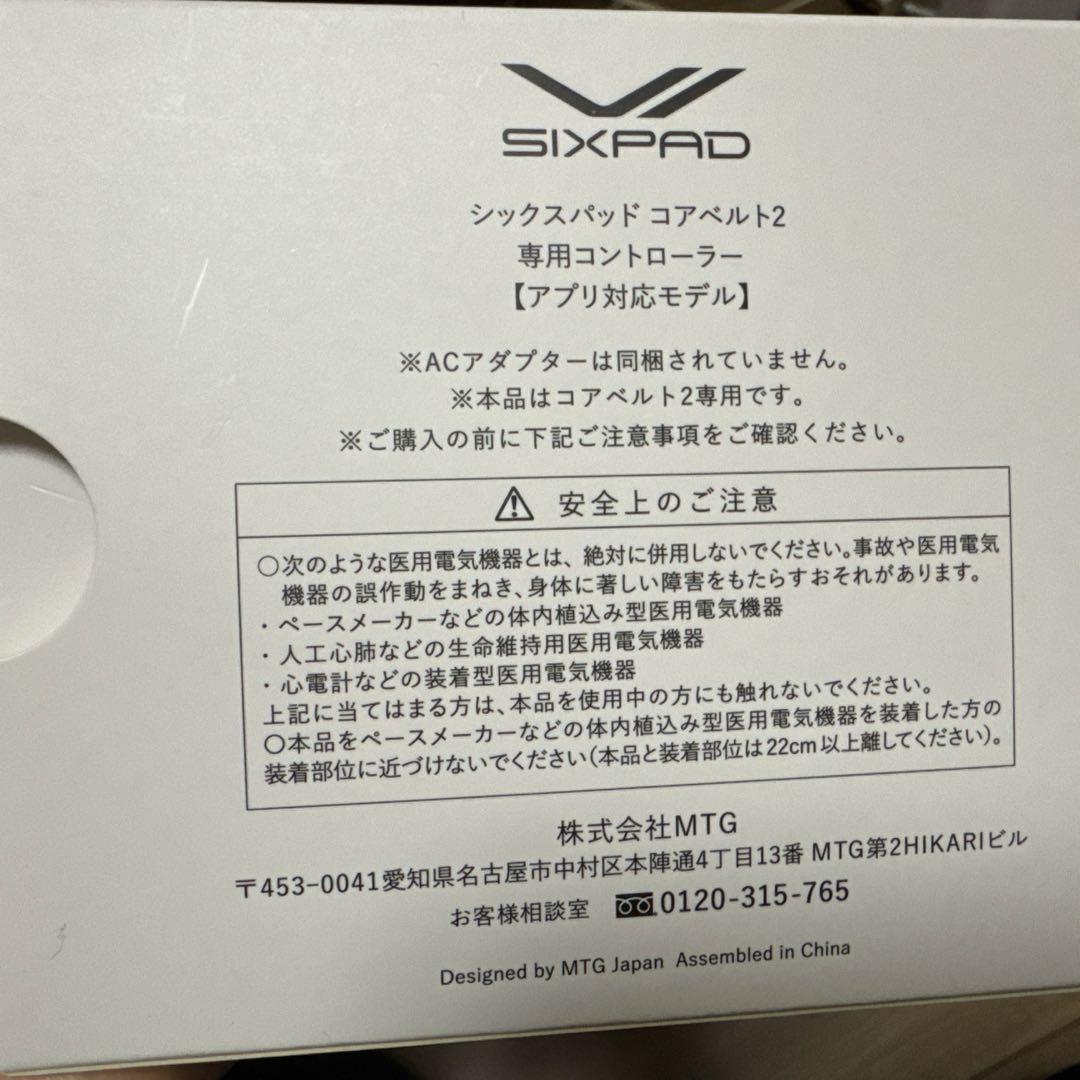 SIXPAD
シックスパッド コアベルト2
専用コントローラー
【アプリ対応モデル】
※ACアダプターは同梱されていません。
※本品はコアベルト2専用です。
※ご購入の前に下記ご注意事項をご確認ください。
安全上のご注意
○次のような医用電気機器とは、絶対に併用しないでください。事故や医用電気
機器の誤作動をまねき、身体に著しい障害をもたらすおそれがあります。
・ペースメーカーなどの体内植込み型医用電気機器
・人工心肺などの生命維持用医用電気機器
・心電計などの装着型医用電気機器
上記に当てはまる方は、本品を使用中の方にも触れないでください。
○本品をペースメーカーなどの体内植込み型医用電気機器を装着した方の
装着部位に近づけないでください(本品と装着部位は22cm以上離してください)。
株式会社MTG
〒453-0041愛知県名古屋市中村区本陣通4丁目13番 MTG第2HIKARIビル
お客様相談室 0120-315-765
Designed by MTG Japan Assembled in China